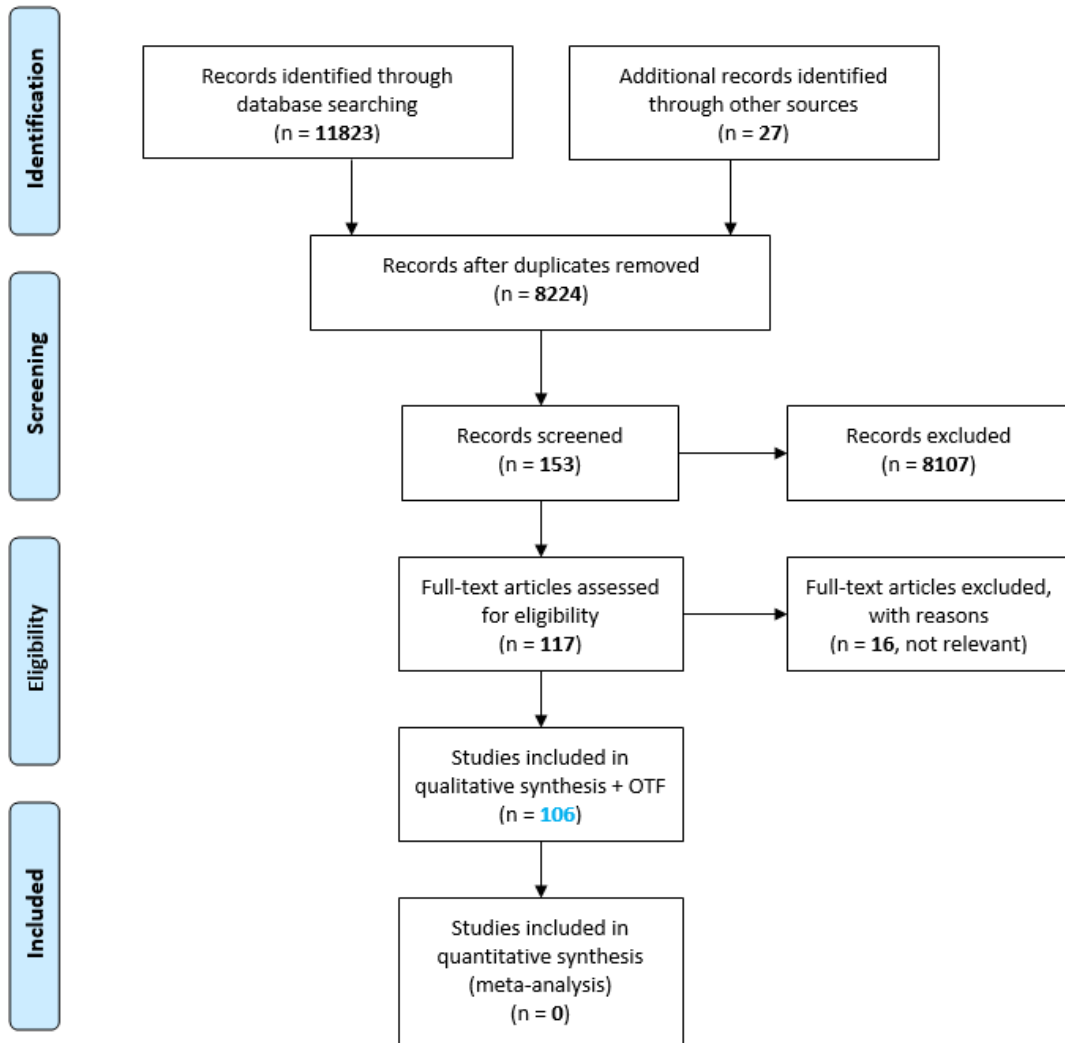 Identification
Records identified through
database searching
(n = 11823)
Additional records identified
through other sources
(n = 27)
Records after duplicates removed
(n = 8224)
Screening
Records screened
(n = 153)
Records excluded
(n = 8107)
Eligibility
Full-text articles assessed
for eligibility
(n = 117)
Full-text articles excluded,
with reasons
(n = 16, not relevant)
Studies included in
qualitative synthesis + OTF
(n = 106)
Included
Studies included in
quantitative synthesis
(meta-analysis)
(n = 0)